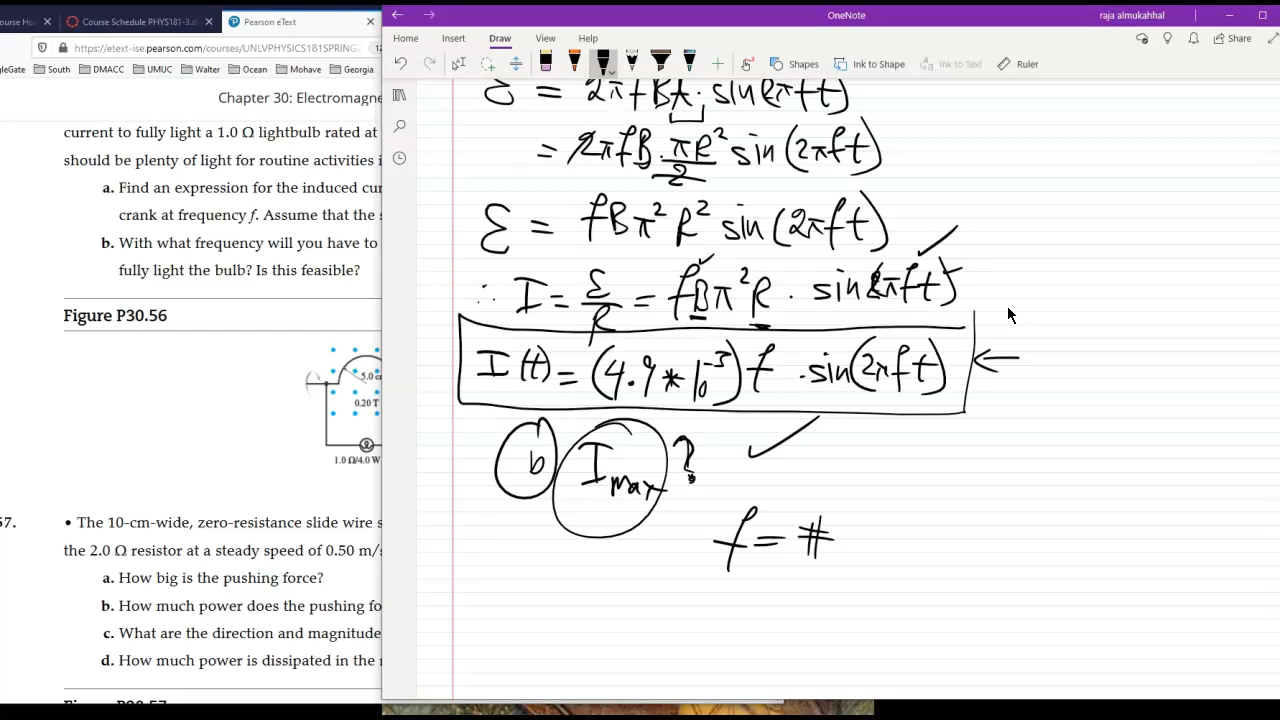 Course Schedule PHYS181-3.d
Pearson eText
OneNote
raja almukahhal
https://etext-ise.pearson.com/courses/UNLVPHYSICS181SPRING
South DMACC UMUC Walter Ocean Mohave Georgia
Home Insert Draw View Help
Share
Shapes Ink to Shape Ink to Text Ruler
Chapter 30: Electromagne
current to fully light a 1.0 Ω lightbulb rated at
should be plenty of light for routine activities i
a. Find an expression for the induced cu
crank at frequency f. Assume that the s
b. With what frequency will you have to
fully light the bulb? Is this feasible?
Figure P30.56
5.0 c
0.20 T
1.0 Ω/4.0 W
57. • The 10-cm-wide, zero-resistance slide wire s
the 2.0 Ω resistor at a steady speed of 0.50 m/s
a. How big is the pushing force?
b. How much power does the pushing fo
c. What are the direction and magnitude
d. How much power is dissipated in the
ℰ = 2πfBA · sin(2πft)
= 2πfB · πR²/2 sin(2πft)
ℰ = fBπ²R² sin(2πft)
∴ I = ℰ/R = fBπ²R · sin(2πft)
I(t) = (4.9*10⁻³)f · sin(2πft) ←
b I max ?
f = #